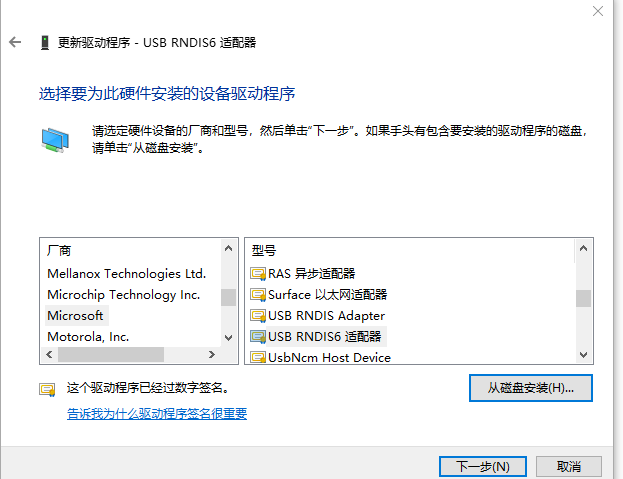 更新驱动程序 - USB RNDIS6 适配器
选择要为此硬件安装的设备驱动程序
请选定硬件设备的厂商和型号，然后单击“下一步”。如果手头有包含要安装的驱动程序的磁盘，
请单击“从磁盘安装”。
厂商
Mellanox Technologies Ltd.
Microchip Technology Inc.
Microsoft
Motorola, Inc.
型号
RAS 异步适配器
Surface 以太网适配器
USB RNDIS Adapter
USB RNDIS6 适配器
UsbNcm Host Device
这个驱动程序已经过数字签名。
从磁盘安装(H)...
告诉我为什么驱动程序签名很重要
下一步(N)
取消